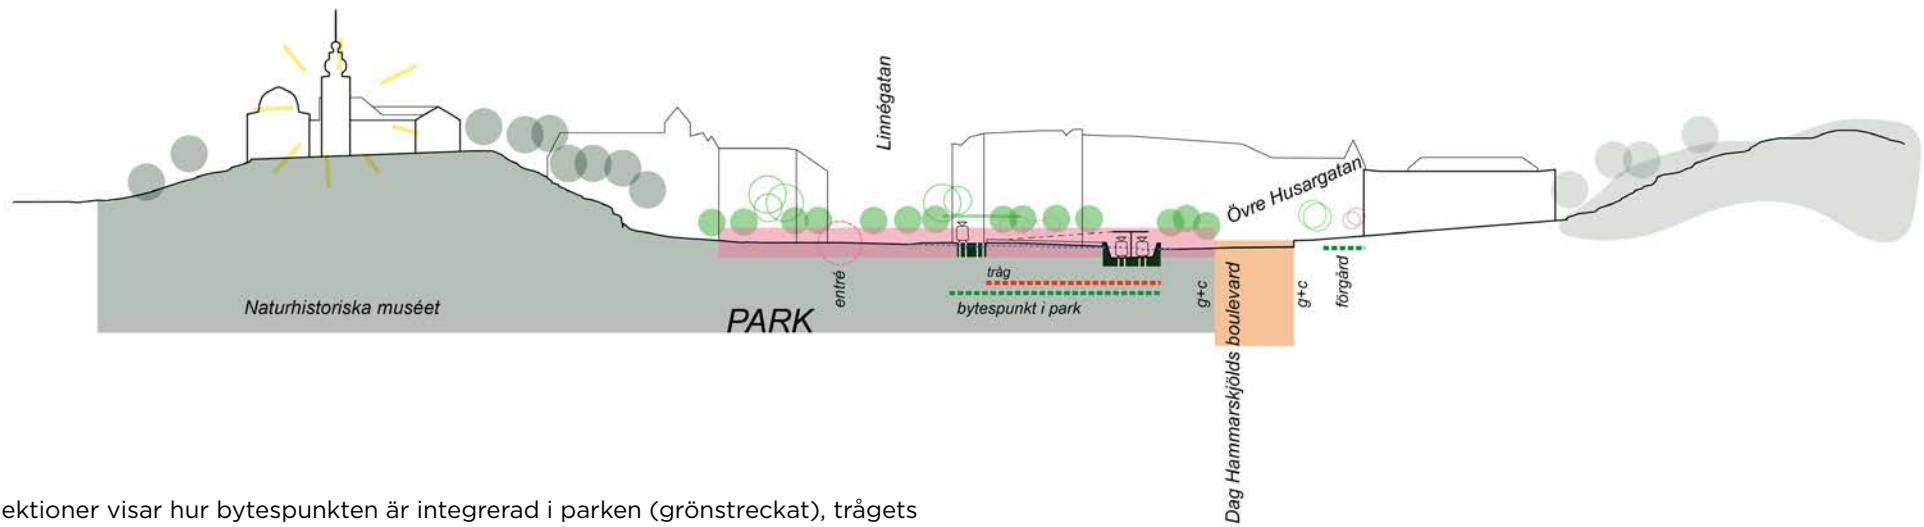 Linnégatan
Övre Husargatan
tråg
entré
Naturhistoriska muséet
PARK
bytespunkt i park
g+c
Dag Hammarskjölds boulevard
g+c
förgård
ektioner visar hur bytespunkten är integrerad i parken (grönstreckat), trågets